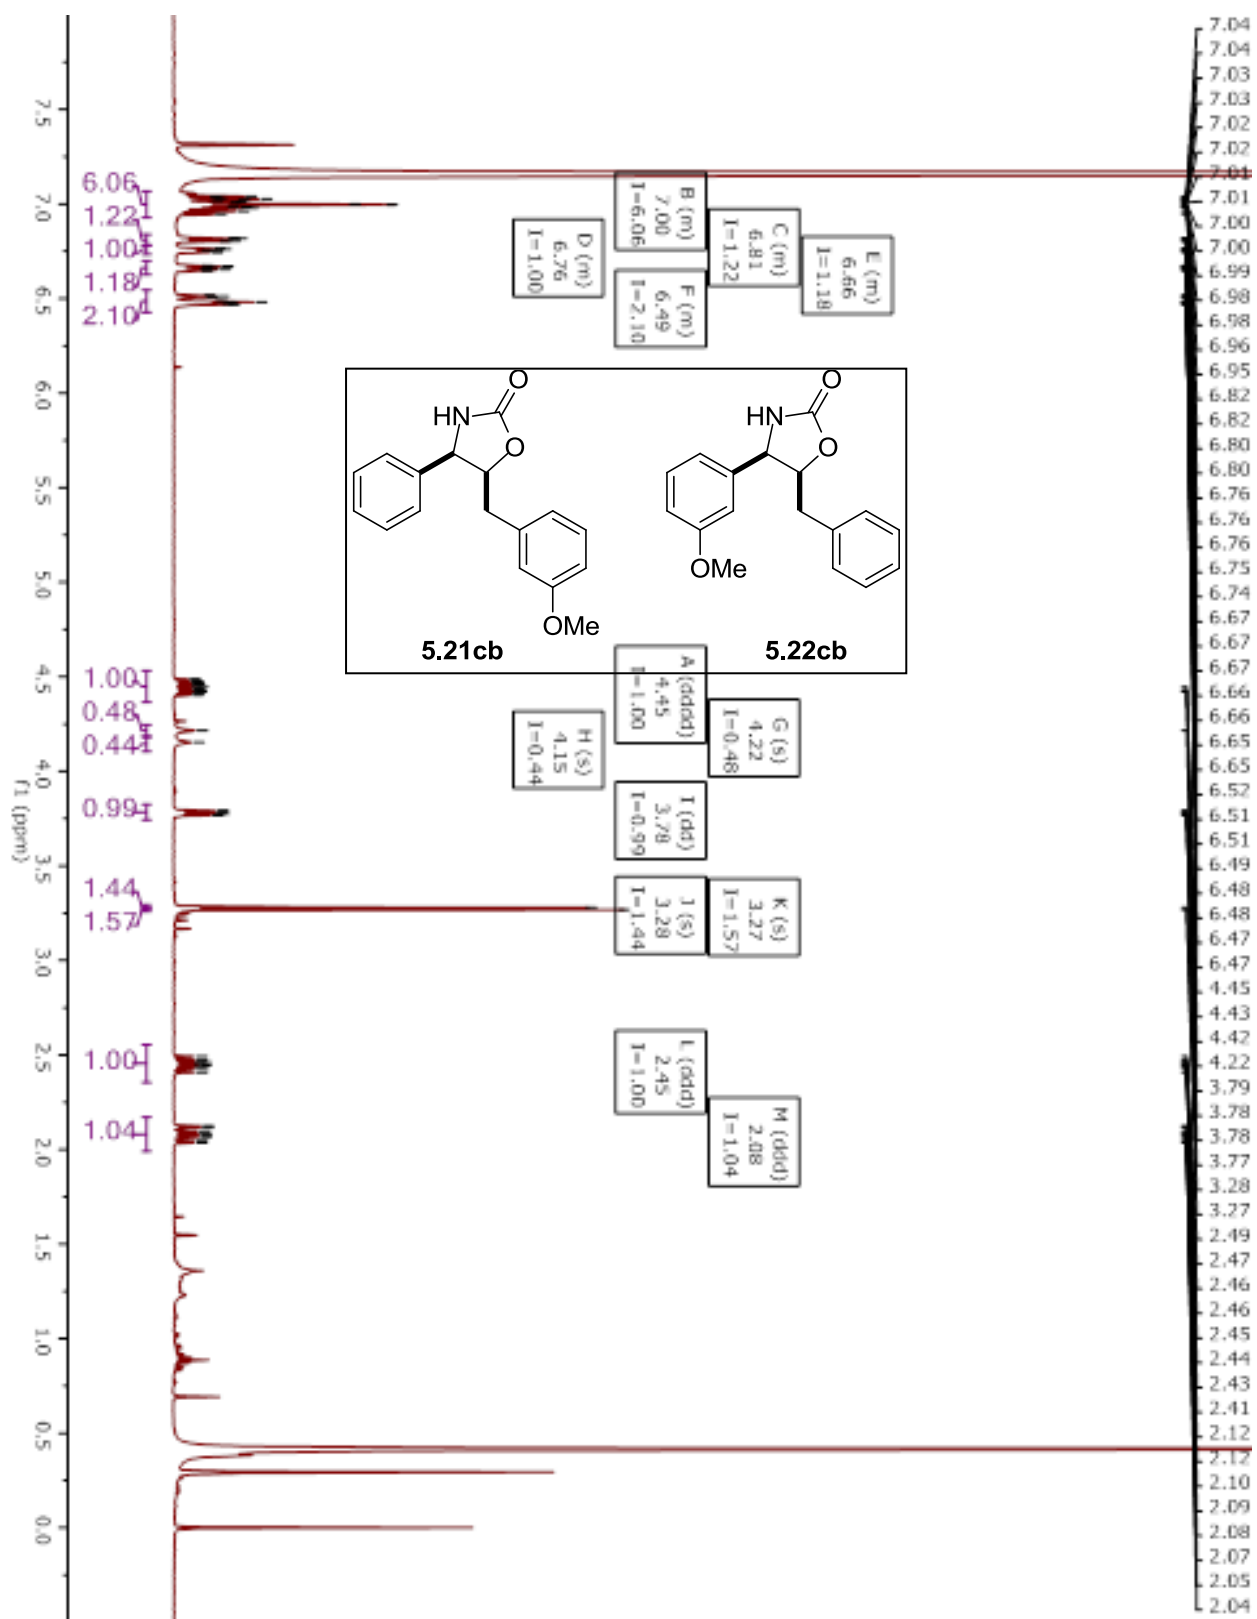 7.04
7.04
7.03
7.03
7.02
7.02
7.01
7.01
7.00
7.00
6.99
6.98
6.98
6.96
6.95
6.82
6.82
6.80
6.80
6.76
6.76
6.76
6.75
6.74
6.67
6.67
6.67
6.66
6.66
6.65
6.65
6.52
6.51
6.51
6.49
6.48
6.48
6.47
6.47
4.45
4.43
4.42
4.22
3.79
3.78
3.78
3.77
3.28
3.27
2.49
2.47
2.46
2.46
2.45
2.44
2.43
2.41
2.12
2.12
2.10
2.09
2.08
2.07
2.05
2.04
E (m)
6.66
I=1.18
C (m)
6.81
I=1.22
G (s)
4.22
I=0.48
K (s)
3.27
I=1.57
M (ddd)
2.08
I=1.04
B (m)
7.00
I=6.06
F (m)
6.49
I=2.10
A (dddd)
4.45
I=1.00
I (dd)
3.78
I=0.99
J (s)
3.28
I=1.44
L (ddd)
2.45
I=1.00
D (m)
6.76
I=1.00
H (s)
4.15
I=0.44
O
HN
O
OMe
5.21cb
O
HN
O
OMe
5.22cb
6.06
1.22
1.00
1.18
2.10
1.00
0.48
0.44
0.99
1.44
1.57
1.00
1.04
7.5
7.0
6.5
6.0
5.5
5.0
4.5
4.0
3.5
3.0
2.5
2.0
1.5
1.0
0.5
0.0
f1 (ppm)